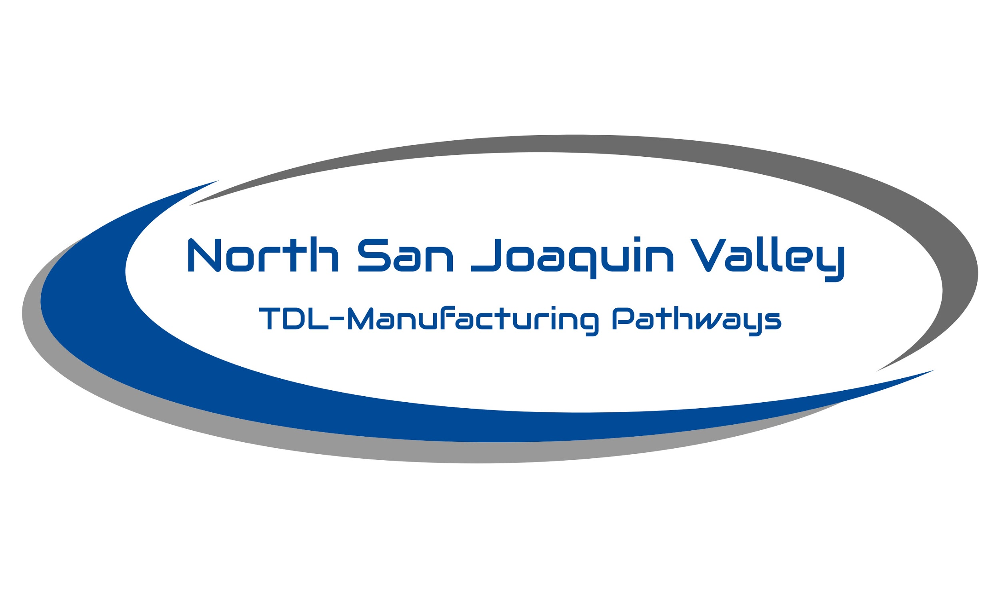 North San Joaquin Valley
TDL-Manufacturing Pathways